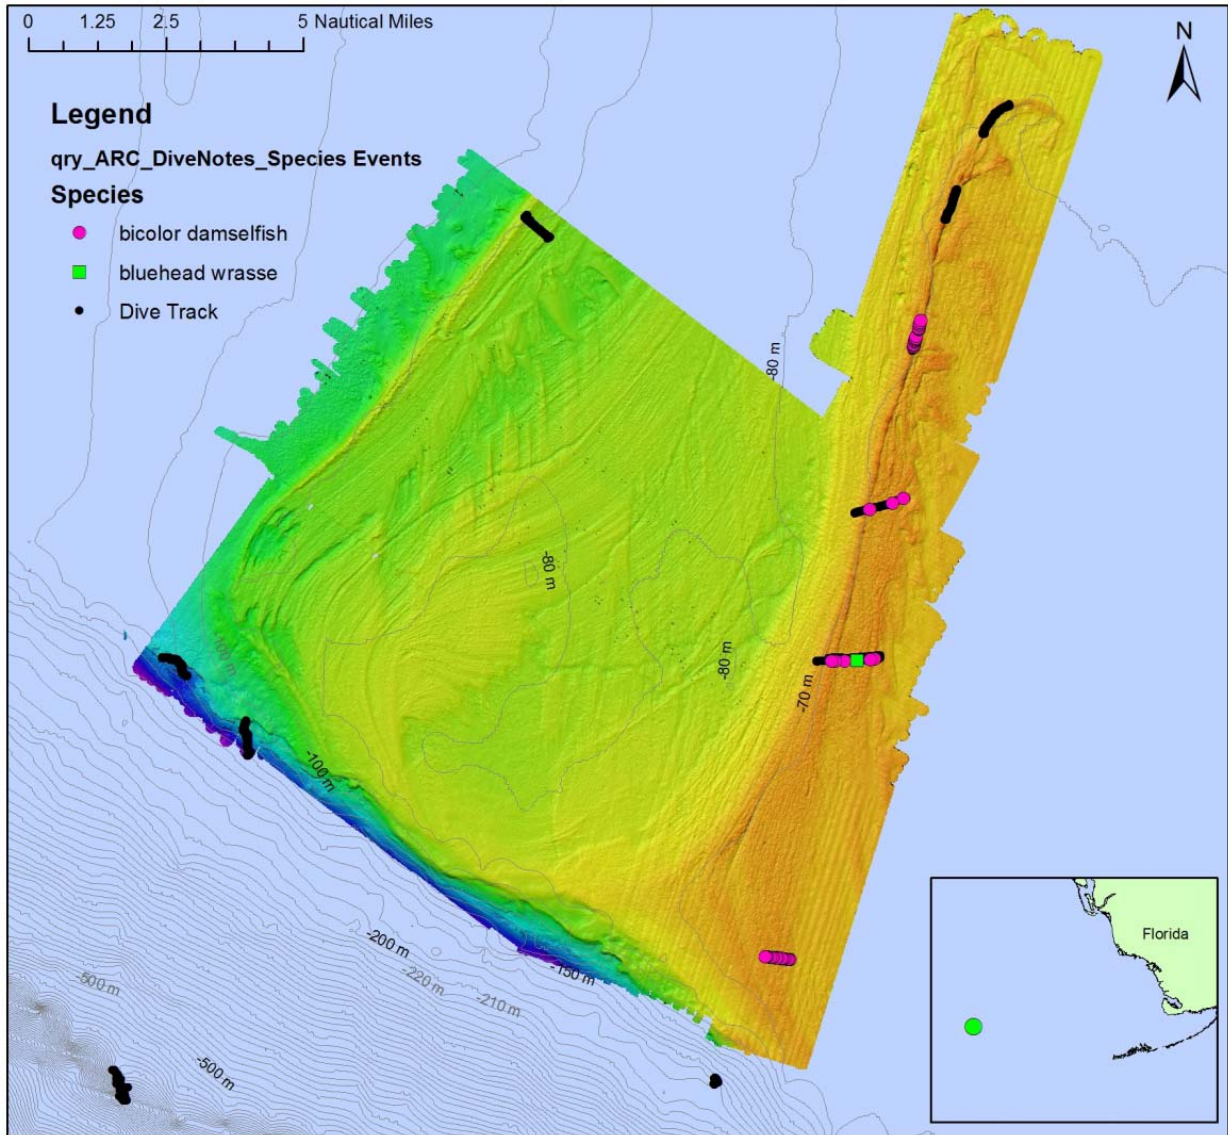 0 1.25 2.5 5 Nautical Miles
N
Legend
qry_ARC_DiveNotes_Species Events
Species
bicolor damselfish
bluehead wrasse
Dive Track
-80 m
-80 m
-80 m
-100 m
-70 m
-100 m
-200 m
-220 m
-210 m
-150 m
-500 m
-500 m
Florida